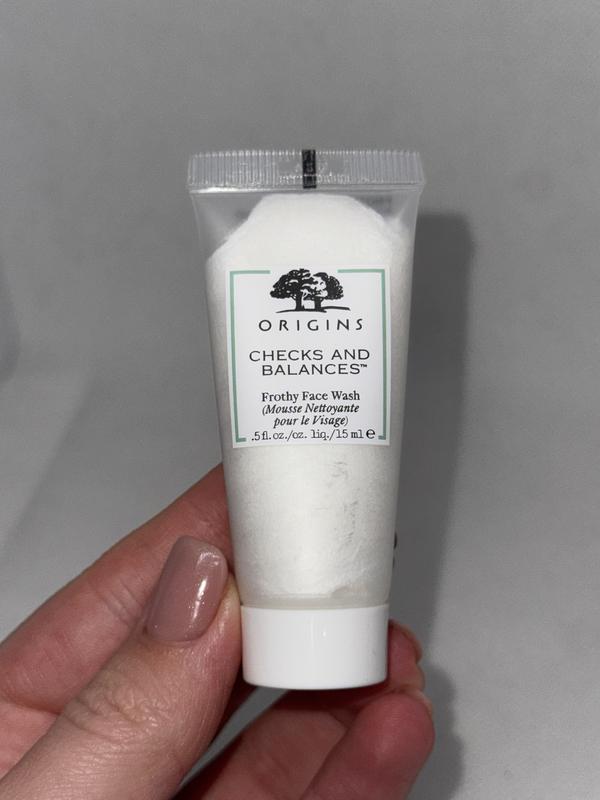 ORIGINS
CHECKS AND
BALANCES™
Frothy Face Wash
(Mousse Nettoyante
pour le Visage)
.5 fl. oz./oz. liq./15 ml e